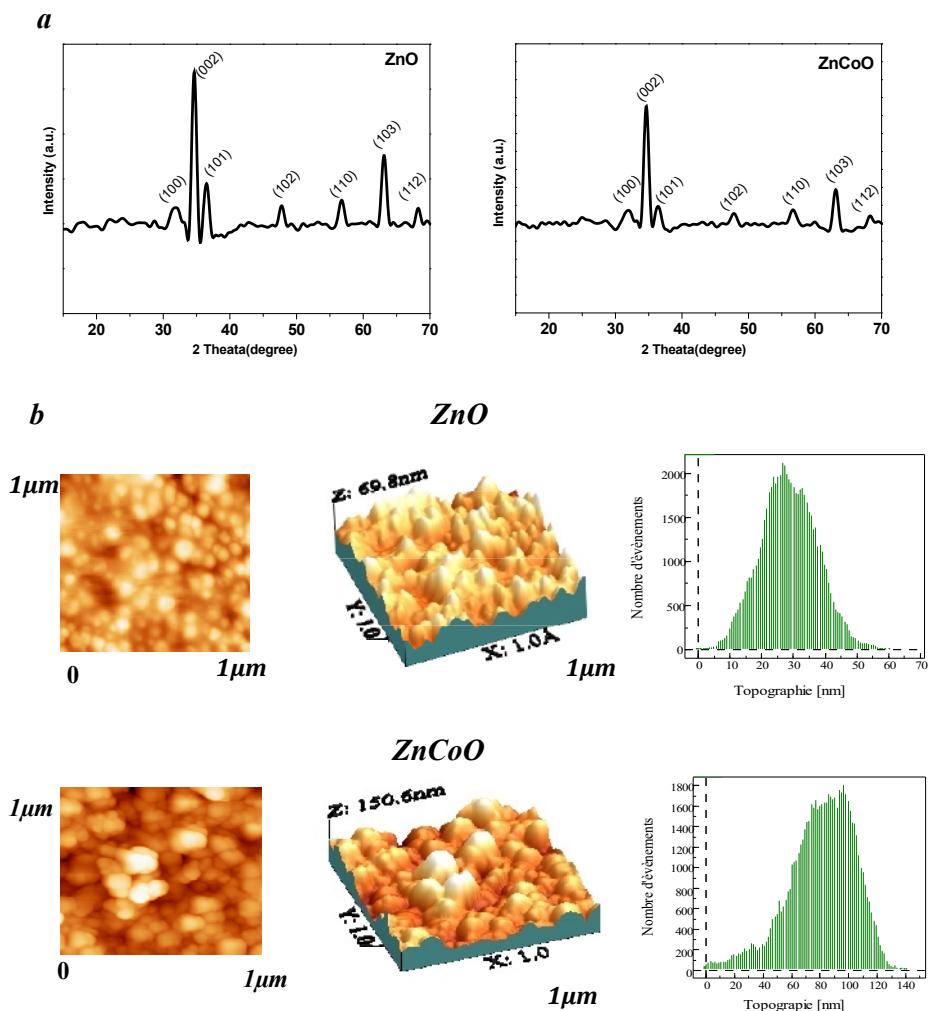 a
ZnO
(002)
(103)
(101)
(100)
(102)
(110)
(112)
Intensity (a.u.)
20 30 40 50 60 70
2 Theata(degree)
ZnCoO
(002)
(103)
(100)
(101)
(102)
(110)
(112)
Intensity (a.u.)
20 30 40 50 60 70
2 Theata(degree)
b
ZnO
1μm
0
1μm
Z: 69.8nm
Y: 1.0
X: 1.0Å
1μm
2000
1500
1000
500
0
Nombre d'èvènements
0 10 20 30 40 50 60 70
Topographie [nm]
ZnCoO
1μm
0
1μm
Z: 150.6nm
Y: 1.0
X: 1.0
1μm
1800
1600
1400
1200
1000
800
600
400
200
0
Nombre d'èvènements
0 20 40 60 80 100 120 140
Topograpie [nm]